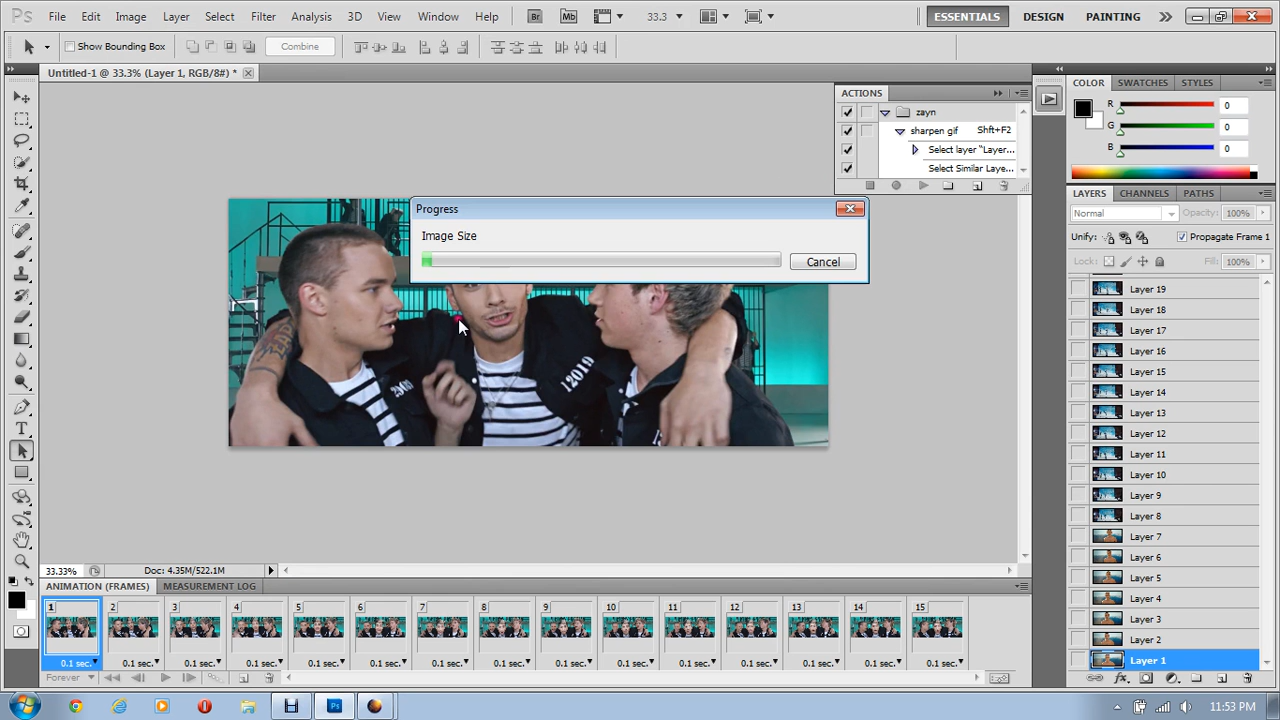 Ps File Edit Image Layer Select Filter Analysis 3D View Window Help Br Mb 33.3 ESSENTIALS DESIGN PAINTING
Show Bounding Box Combine
Untitled-1 @ 33.3% (Layer 1, RGB/8#) *
ACTIONS
zayn
sharpen gif Shft+F2
Select layer "Layer...
Select Similar Laye...
COLOR SWATCHES STYLES
R 0
G 0
B 0
LAYERS CHANNELS PATHS
Normal Opacity: 100%
Unify: Propagate Frame 1
Lock: Fill: 100%
Progress
Image Size
Cancel
12010
Layer 19
Layer 18
Layer 17
Layer 16
Layer 15
Layer 14
Layer 13
Layer 12
Layer 11
Layer 10
Layer 9
Layer 8
Layer 7
Layer 6
Layer 5
Layer 4
Layer 3
Layer 2
Layer 1
33.33% Doc: 4.35M/522.1M
ANIMATION (FRAMES) MEASUREMENT LOG
1 2 3 4 5 6 7 8 9 10 11 12 13 14 15
0.1 sec. 0.1 sec. 0.1 sec. 0.1 sec. 0.1 sec. 0.1 sec. 0.1 sec. 0.1 sec. 0.1 sec. 0.1 sec. 0.1 sec. 0.1 sec. 0.1 sec. 0.1 sec. 0.1 sec.
Forever
Ps 11:53 PM